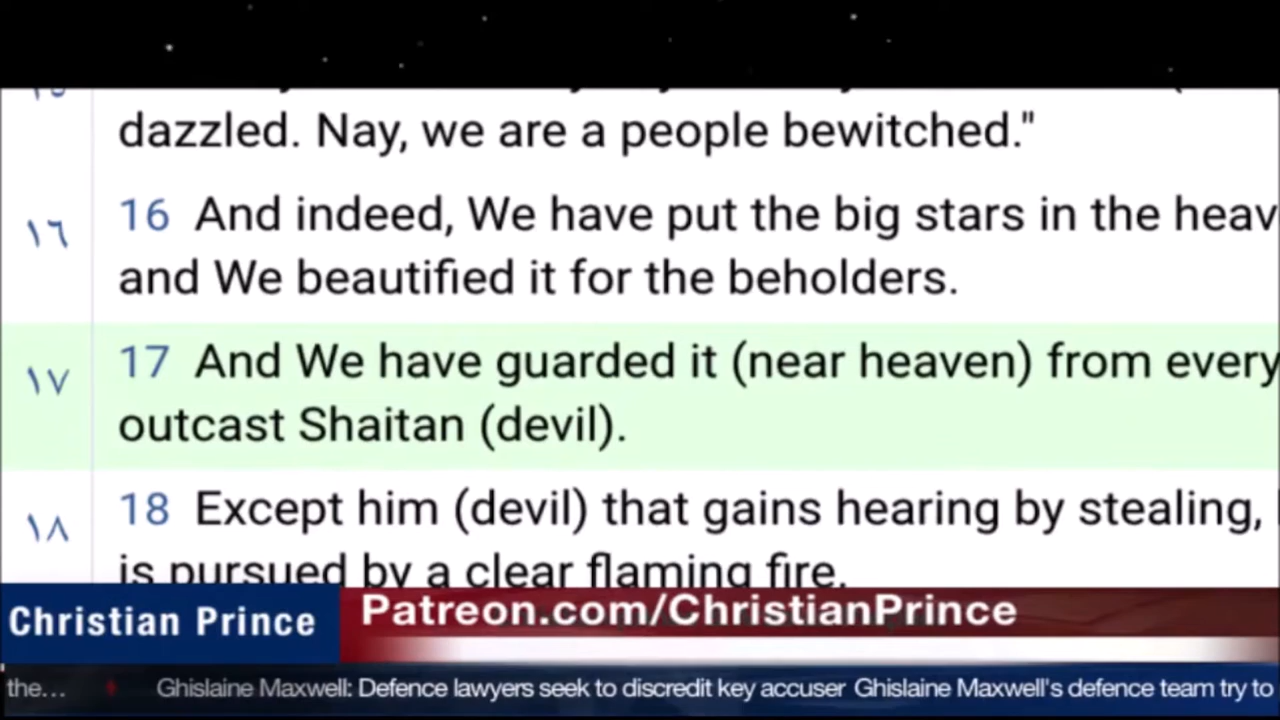 dazzled. Nay, we are a people bewitched."
١٦
16 And indeed, We have put the big stars in the heav
and We beautified it for the beholders.
١٧
17 And We have guarded it (near heaven) from every
outcast Shaitan (devil).
١٨
18 Except him (devil) that gains hearing by stealing,
is pursued by a clear flaming fire.
Christian Prince
Patreon.com/ChristianPrince
the... Ghislaine Maxwell: Defence lawyers seek to discredit key accuser Ghislaine Maxwell's defence team try to